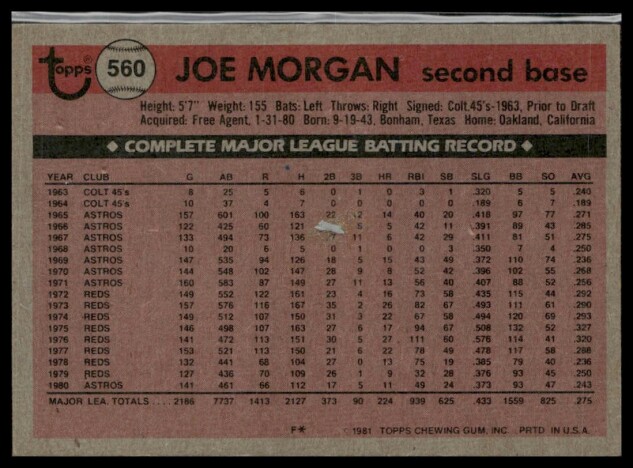 Topps® 560 JOE MORGAN second base
Height: 5'7" Weight: 155 Bats: Left Throws: Right Signed: Colt.45's-1963, Prior to Draft
Acquired: Free Agent, 1-31-80 Born: 9-19-43, Bonham, Texas Home: Oakland, California
◆ COMPLETE MAJOR LEAGUE BATTING RECORD ◆
YEAR CLUB G AB R H 2B 3B HR RBI SB SLG BB SO AVG
1963 COLT 45's 8 25 5 6 0 1 0 3 1 .320 5 5 .240
1964 COLT 45's 10 37 4 7 0 0 0 0 0 .189 6 7 .189
1965 ASTROS 157 601 100 163 22 12 14 40 20 .418 97 77 .271
1966 ASTROS 122 425 60 121 5 42 11 .391 89 43 .285
1967 ASTROS 133 494 73 136 11 6 42 29 .411 81 51 .275
1968 ASTROS 10 20 6 5 0 1 0 0 3 .350 7 4 .250
1969 ASTROS 147 535 94 126 18 5 15 43 49 .372 110 74 .236
1970 ASTROS 144 548 102 147 28 9 8 52 42 .396 102 55 .268
1971 ASTROS 160 583 87 149 27 11 13 56 40 .407 88 52 .256
1972 REDS 149 552 122 161 23 4 16 73 58 .435 115 44 .292
1973 REDS 157 576 116 167 35 2 26 82 67 .493 111 61 .290
1974 REDS 149 512 107 150 31 3 22 67 58 .494 120 69 .293
1975 REDS 146 498 107 163 27 6 17 94 67 .508 132 52 .327
1976 REDS 141 472 113 151 30 5 27 111 60 .576 114 41 .320
1977 REDS 153 521 113 150 21 6 22 78 49 .478 117 58 .288
1978 REDS 132 441 68 104 27 0 13 75 19 .385 79 40 .236
1979 REDS 127 436 70 109 26 1 9 32 28 .376 93 45 .250
1980 ASTROS 141 461 66 112 17 5 11 49 24 .373 93 47 .243
MAJOR LEA. TOTALS 2186 7737 1413 2127 373 90 224 939 625 .433 1559 825 .275
F* © 1981 TOPPS CHEWING GUM, INC. PRTD. IN U.S.A.